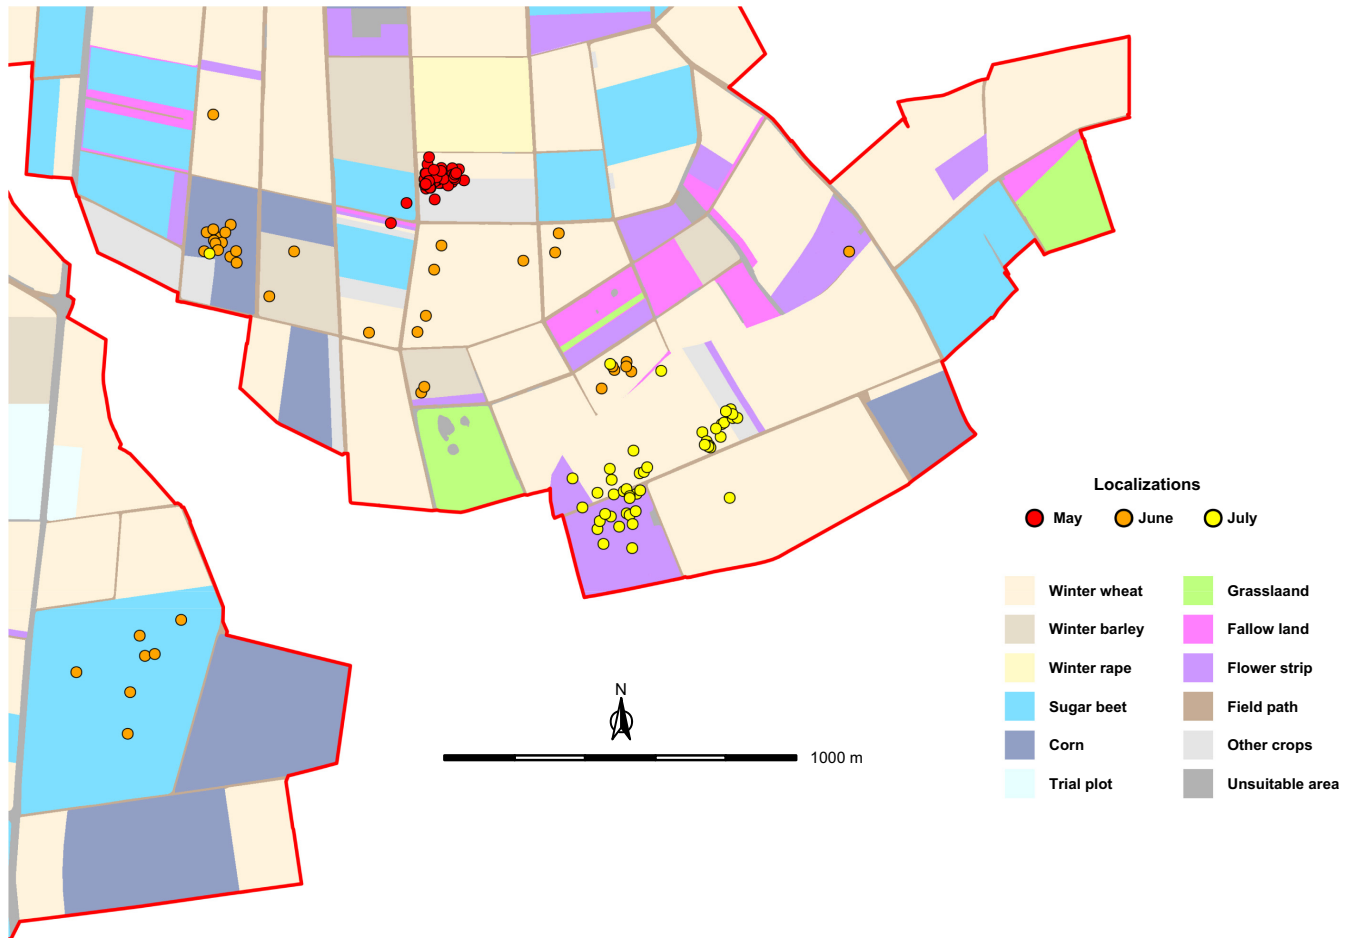 Localizations
May June July
Winter wheat Grasslaand
Winter barley Fallow land
Winter rape Flower strip
Sugar beet Field path
Corn Other crops
Trial plot Unsuitable area
N
1000 m